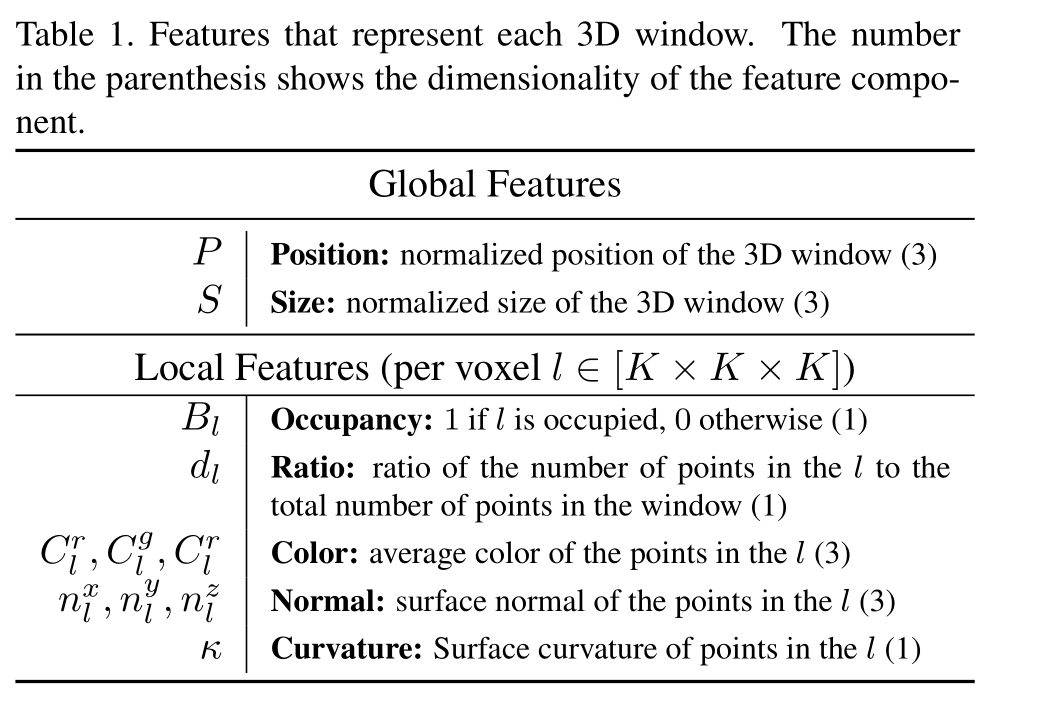 Table 1. Features that represent each 3D window. The number
in the parenthesis shows the dimensionality of the feature compo-
nent.
Global Features
P Position: normalized position of the 3D window (3)
S Size: normalized size of the 3D window (3)
Local Features (per voxel l ∈ [K × K × K])
B_l Occupancy: 1 if l is occupied, 0 otherwise (1)
d_l Ratio: ratio of the number of points in the l to the
total number of points in the window (1)
C_l^r, C_l^g, C_l^r Color: average color of the points in the l (3)
n_l^x, n_l^y, n_l^z Normal: surface normal of the points in the l (3)
κ Curvature: Surface curvature of points in the l (1)